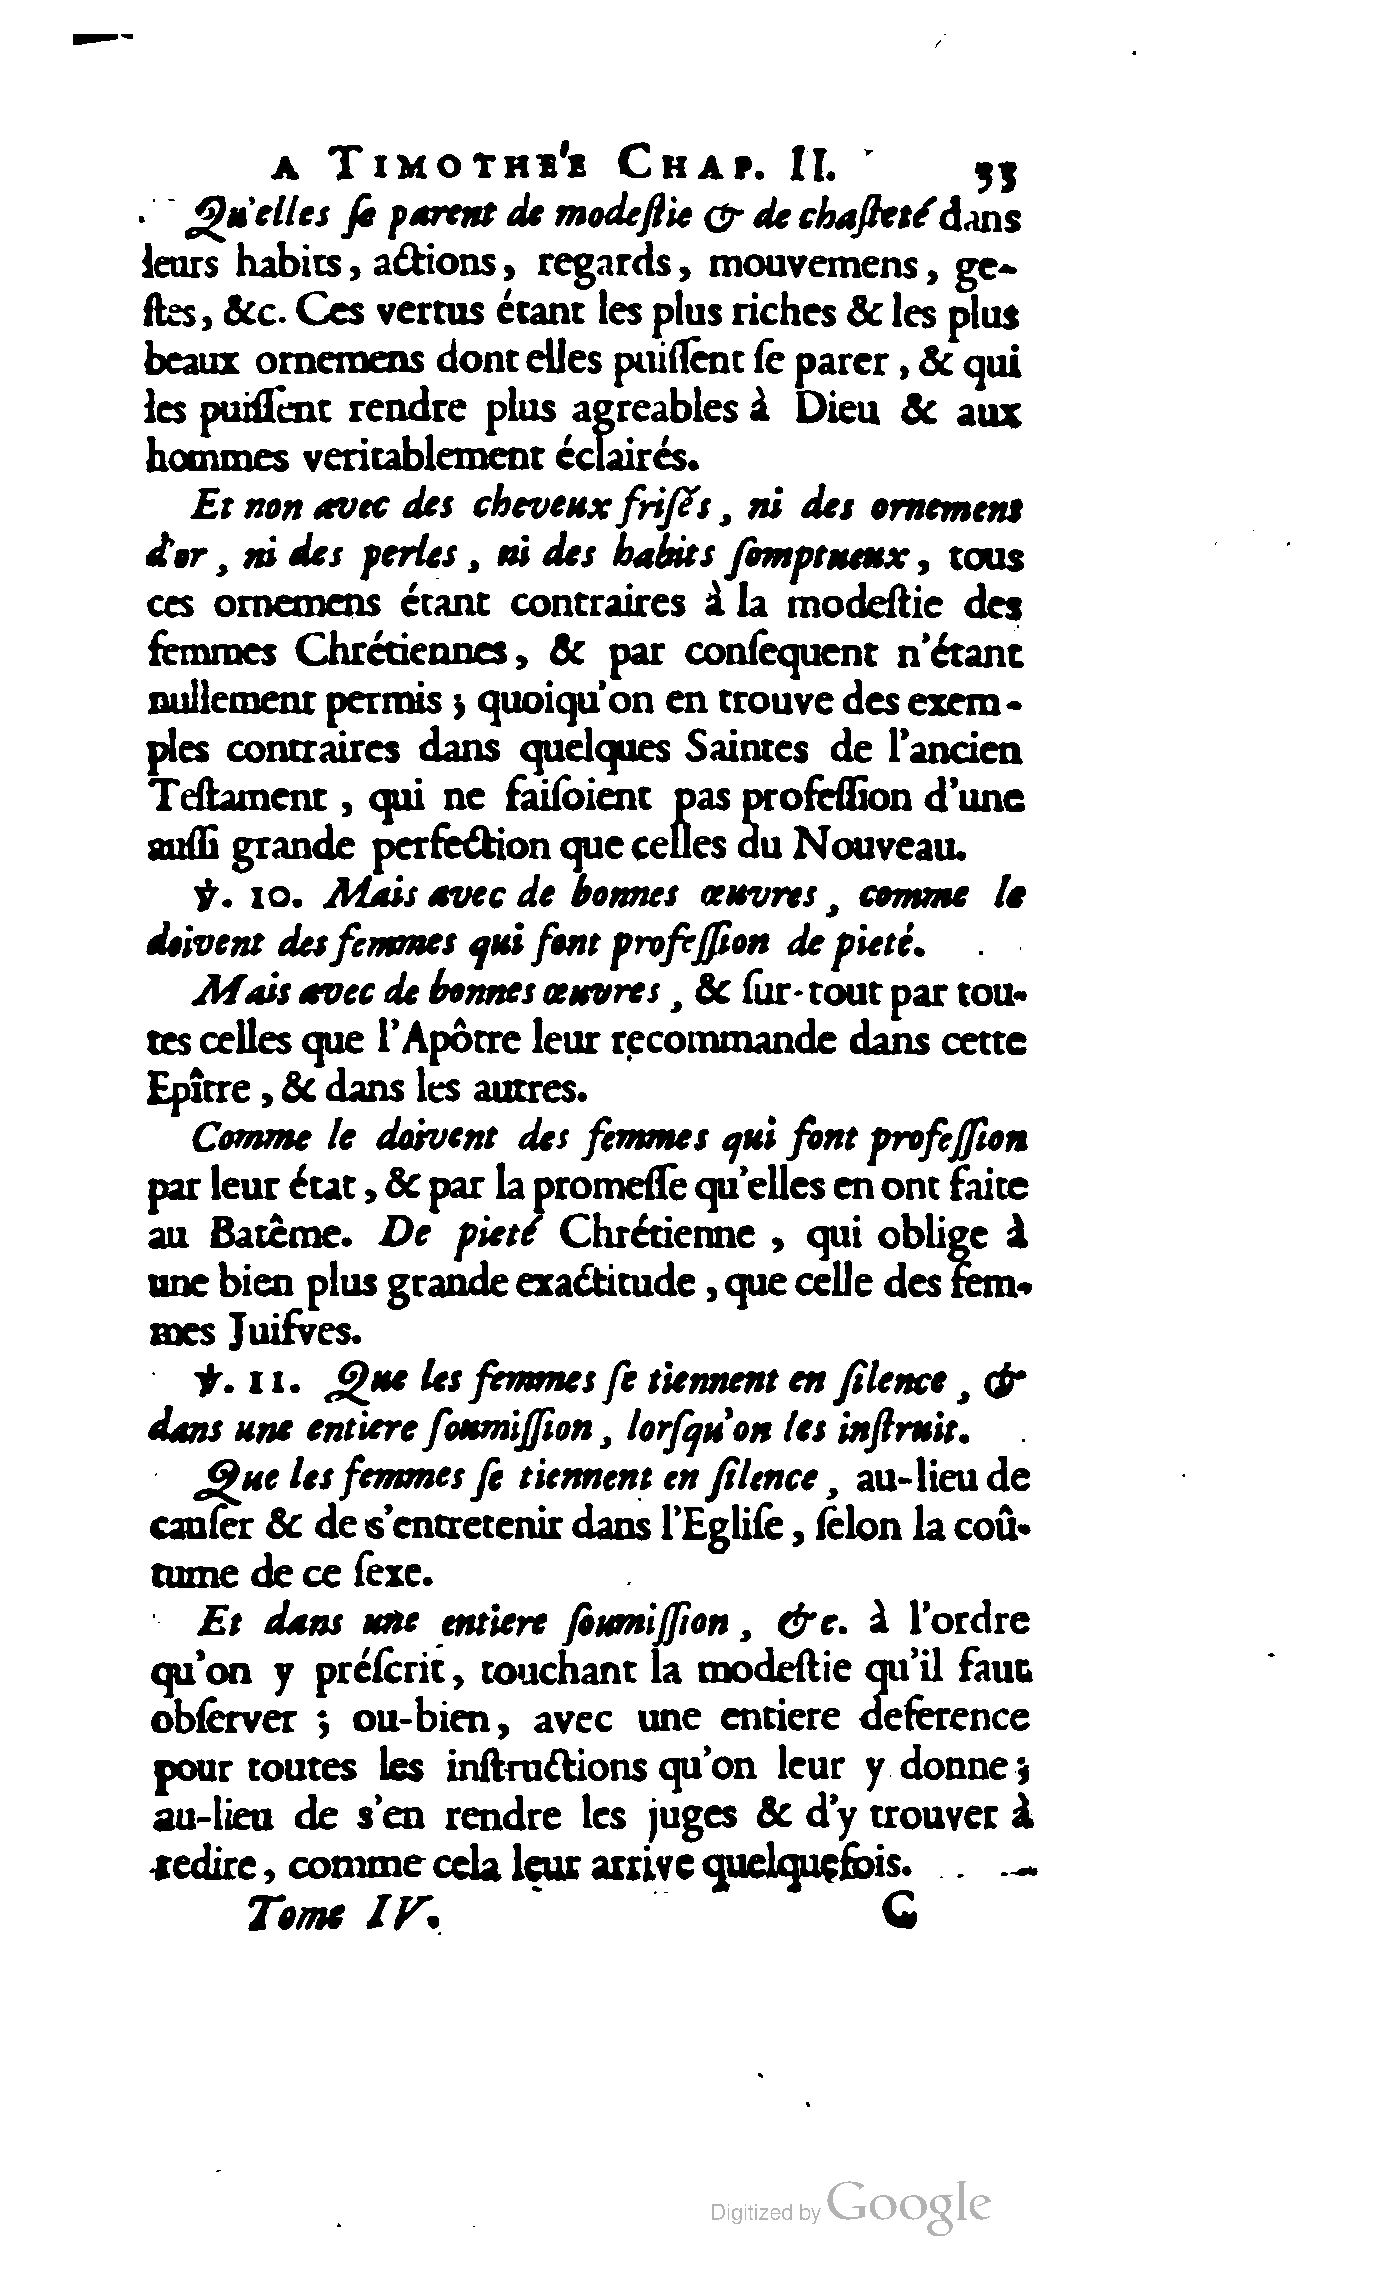 A TIMOTHE'E CHAP. II. 33
Qu'elles ſe parent de modeſtie & de chaſteté dans
leurs habits, actions, regards, mouvemens, ge-
ſtes, &c. Ces vertus étant les plus riches & les plus
beaux ornemens dont elles puiſſent ſe parer, & qui
les puiſſent rendre plus agreables à Dieu & aux
hommes veritablement éclairés.
Et non avec des cheveux friſés, ni des ornemens
d'or, ni des perles, ni des habits ſomptueux, tous
ces ornemens étant contraires à la modeſtie des
femmes Chrétiennes, & par conſequent n'étant
nullement permis; quoiqu'on en trouve des exem-
ples contraires dans quelques Saintes de l'ancien
Teſtament, qui ne faiſoient pas profeſſion d'une
auſſi grande perfection que celles du Nouveau.
℣. 10. Mais avec de bonnes œuvres, comme le
doivent des femmes qui font profeſſion de pieté.
Mais avec de bonnes œuvres, & ſur-tout par tou-
tes celles que l'Apôtre leur recommande dans cette
Epître, & dans les autres.
Comme le doivent des femmes qui font profeſſion
par leur état, & par la promeſſe qu'elles en ont faite
au Batême. De pieté Chrétienne, qui oblige à
une bien plus grande exactitude, que celle des fem-
mes Juifves.
℣. 11. Que les femmes ſe tiennent en ſilence, &
dans une entiere ſoumiſſion, lorſqu'on les inſtruit.
Que les femmes ſe tiennent en ſilence, au-lieu de
cauſer & de s'entretenir dans l'Egliſe, ſelon la coû-
tume de ce ſexe.
Et dans une entiere ſoumiſſion, &c. à l'ordre
qu'on y préſcrit, touchant la modeſtie qu'il faut
obſerver; ou-bien, avec une entiere deference
pour toutes les inſtructions qu'on leur y donne;
au-lieu de s'en rendre les juges & d'y trouver à
redire, comme cela leur arrive quelquefois.
Tome IV. C
Digitized by Google